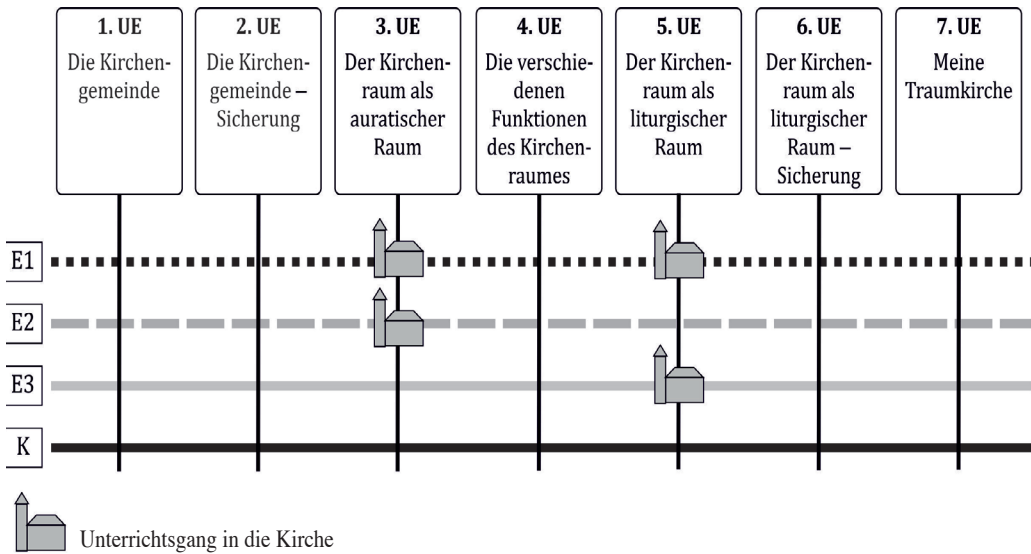 1. UE
Die Kirchen-
gemeinde
2. UE
Die Kirchen-
gemeinde –
Sicherung
3. UE
Der Kirchen-
raum als
auratischer
Raum
4. UE
Die verschie-
denen
Funktionen
des Kirchen-
raumes
5. UE
Der Kirchen-
raum als
liturgischer
Raum
6. UE
Der Kirchen-
raum als
liturgischer
Raum –
Sicherung
7. UE
Meine
Traumkirche
E1
E2
E3
K
Unterrichtsgang in die Kirche